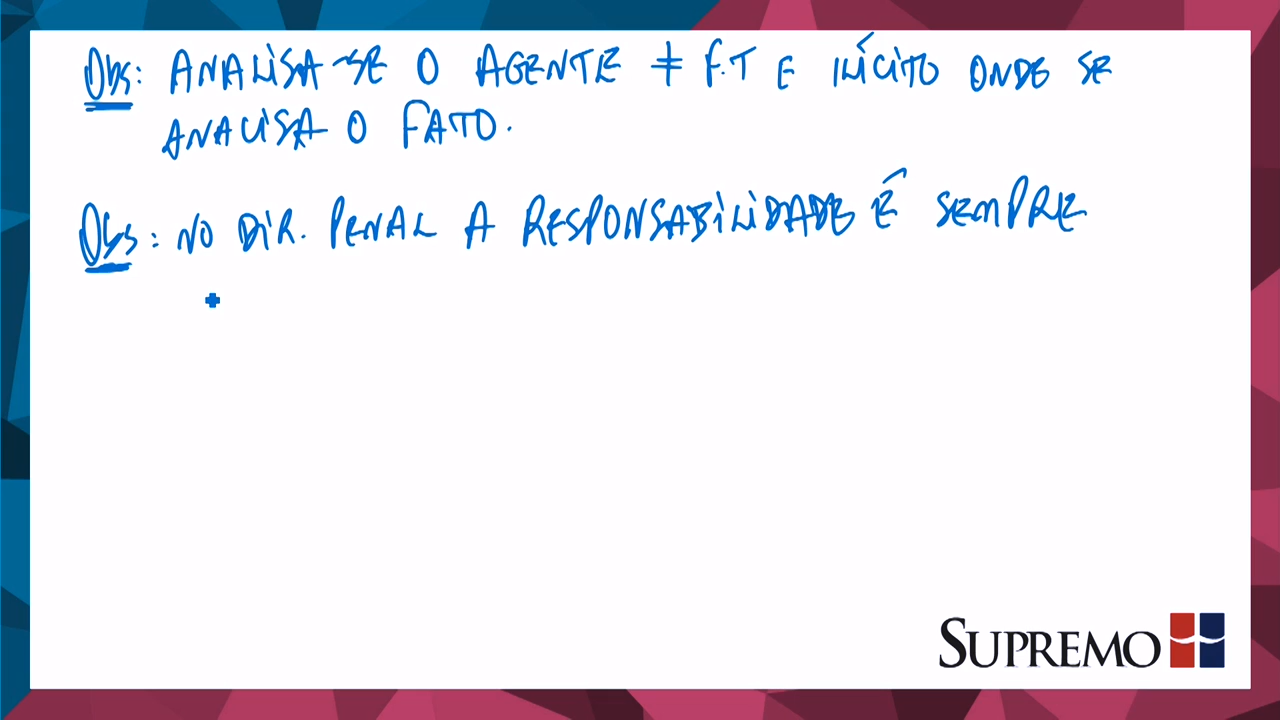 Obs: ANALISA-SE O AGENTE ≠ F.T E ILÍCITO ONDE SE
ANALISA O FATO.
Obs: NO DIR. PENAL A RESPONSABILIDADE É SEMPRE
SUPREMO